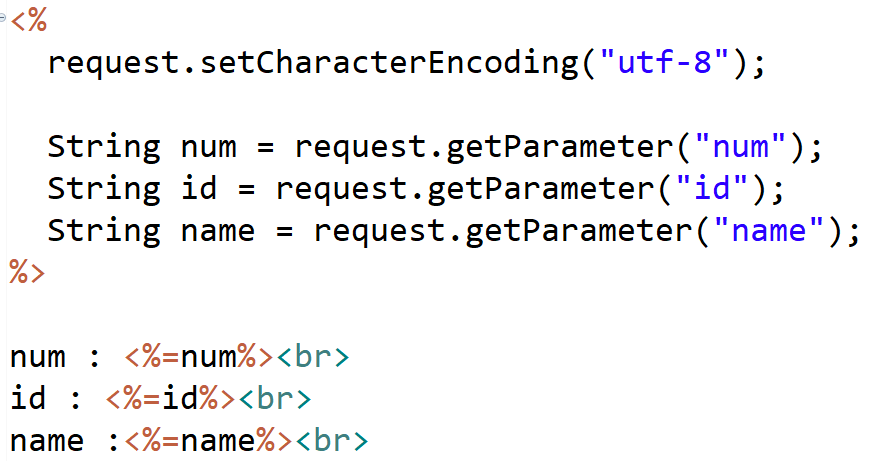 <%
request.setCharacterEncoding("utf-8");
String num = request.getParameter("num");
String id = request.getParameter("id");
String name = request.getParameter("name");
%>
num : <%=num%><br>
id : <%=id%><br>
name :<%=name%><br>